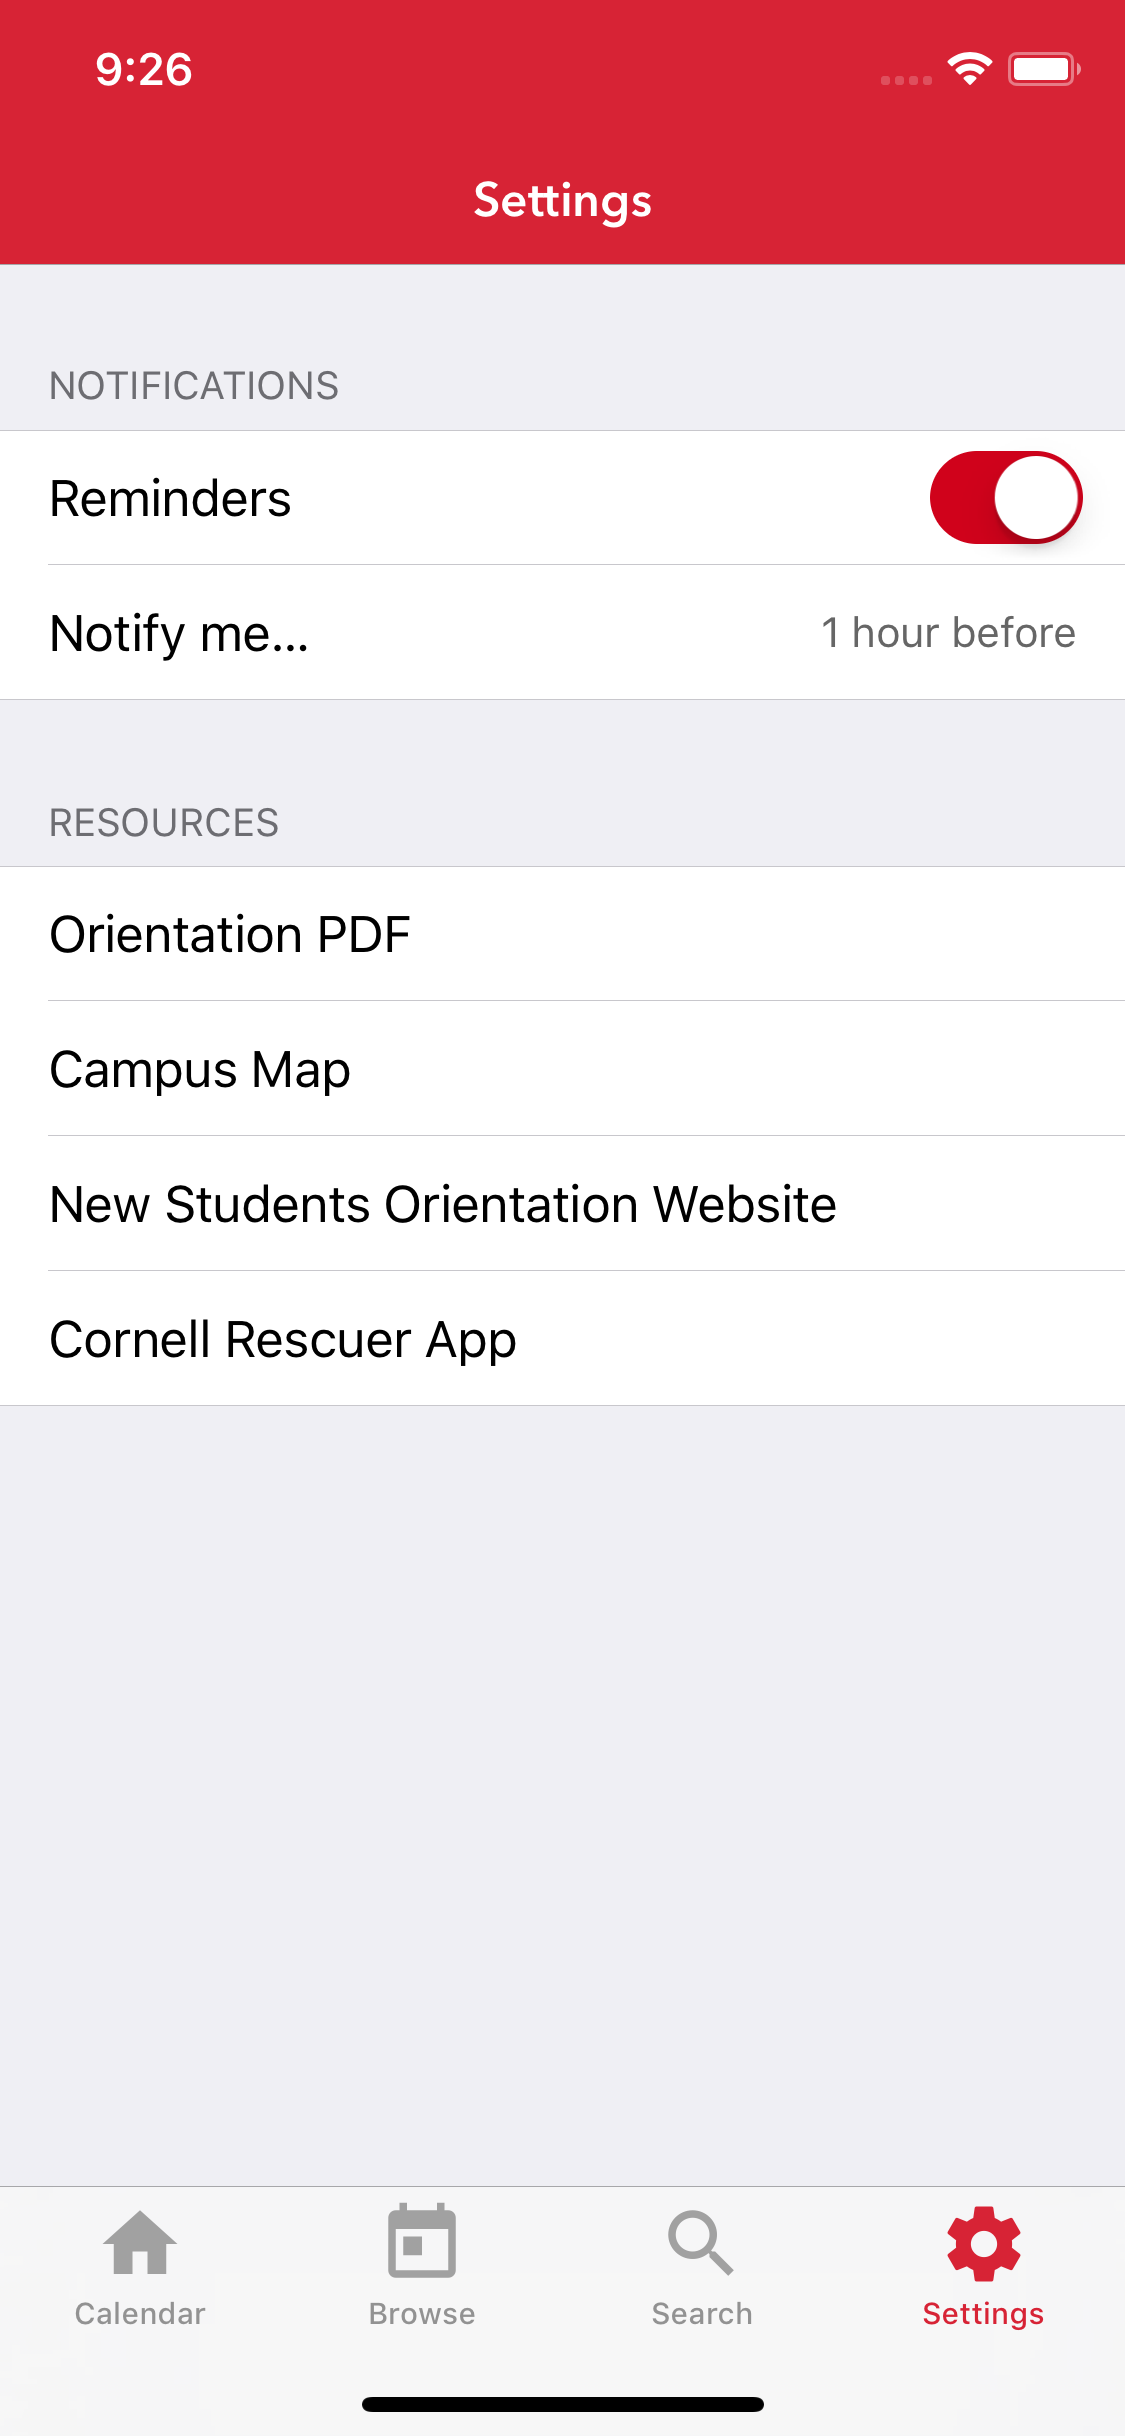 9:26
Settings
NOTIFICATIONS
Reminders
Notify me...
1 hour before
RESOURCES
Orientation PDF
Campus Map
New Students Orientation Website
Cornell Rescuer App
Calendar
Browse
Search
Settings